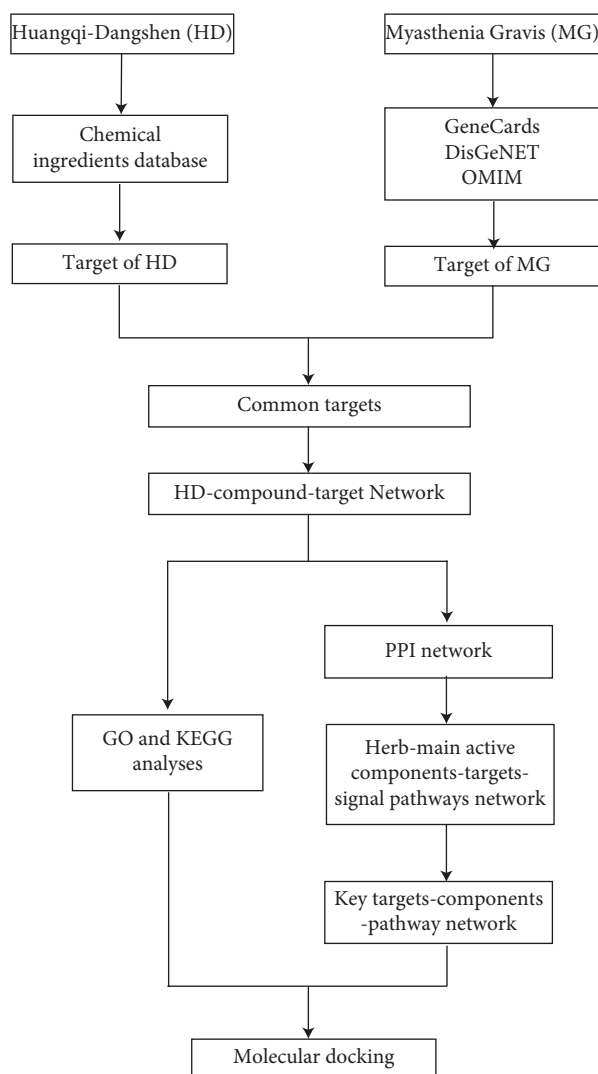 Huangqi-Dangshen (HD)
Myasthenia Gravis (MG)
Chemical
ingredients database
GeneCards
DisGeNET
OMIM
Target of HD
Target of MG
Common targets
HD-compound-target Network
PPI network
GO and KEGG
analyses
Herb-main active
components-targets-
signal pathways network
Key targets-components
-pathway network
Molecular docking